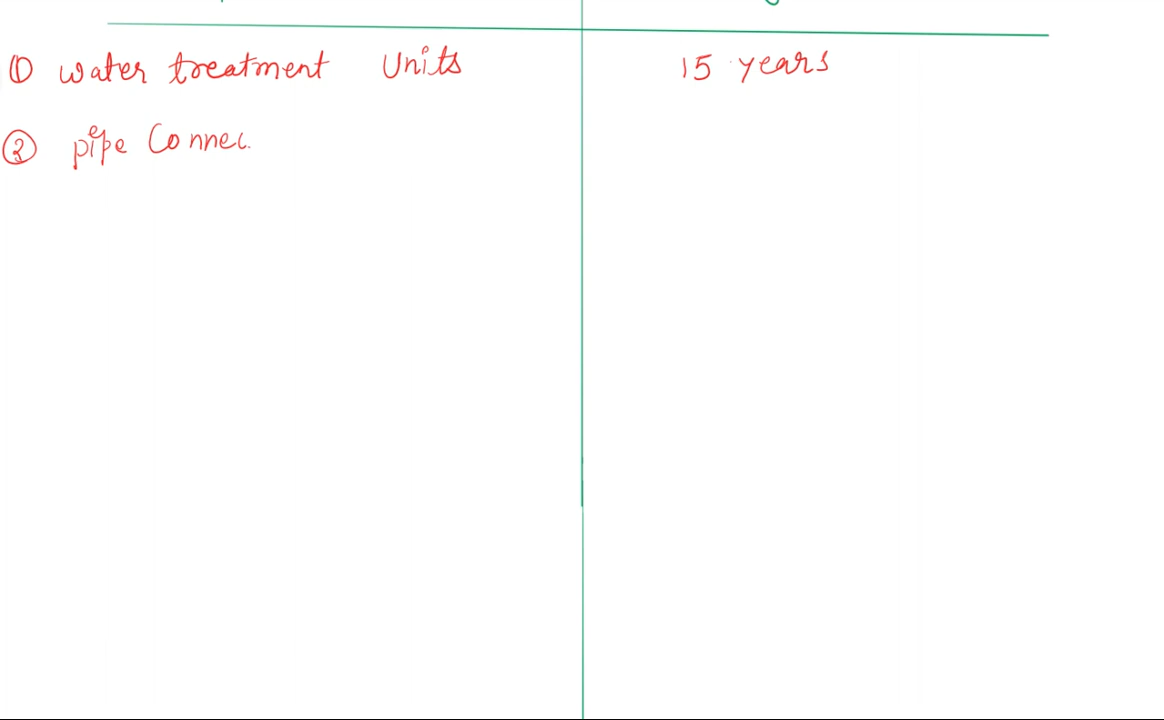 ① water treatment Units 15 years
② pipe Connec